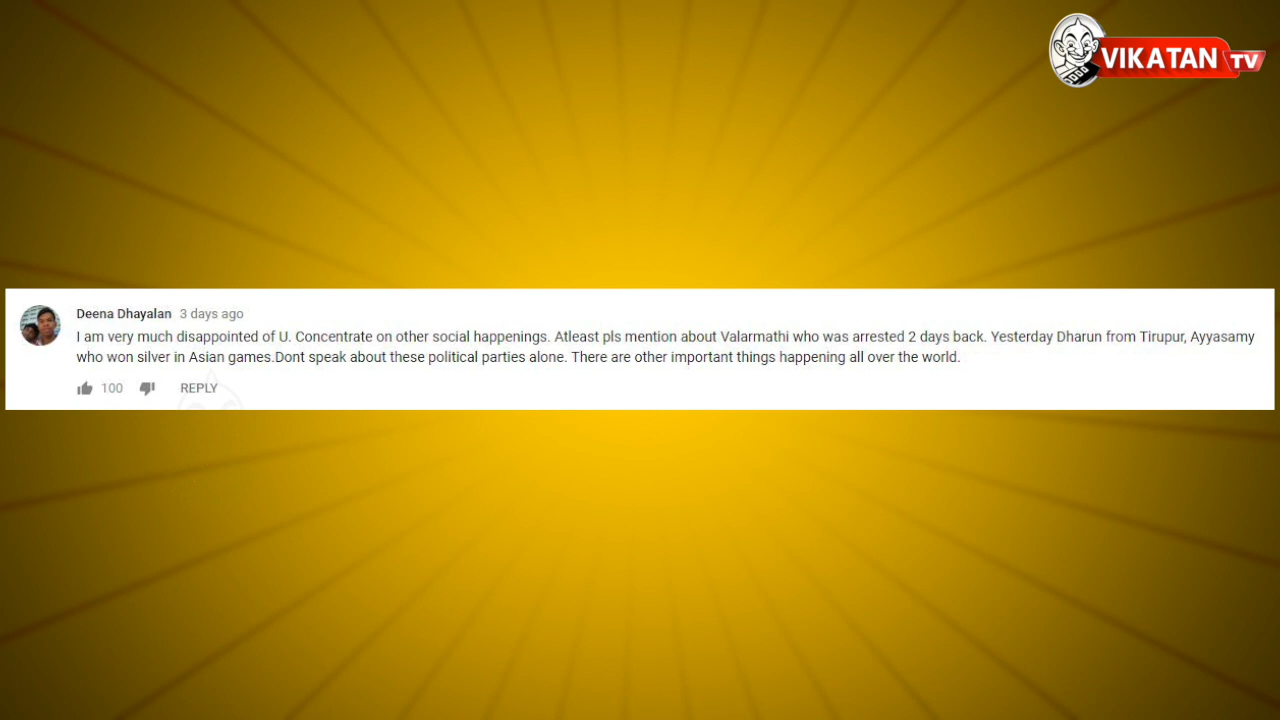 VIKATAN TV
Deena Dhayalan 3 days ago
I am very much disappointed of U. Concentrate on other social happenings. Atleast pls mention about Valarmathi who was arrested 2 days back. Yesterday Dharun from Tirupur, Ayyasamy
who won silver in Asian games.Dont speak about these political parties alone. There are other important things happening all over the world.
100 REPLY